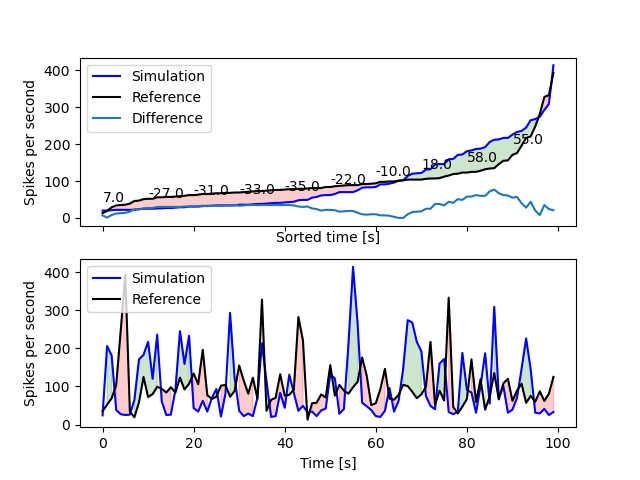 Spikes per second
400
300
200
100
0
Simulation
Reference
Difference
7.0
-27.0
-31.0
-33.0
-35.0
-22.0
-10.0
18.0
58.0
55.0
Sorted time [s]
Spikes per second
400
300
200
100
0
Simulation
Reference
0 20 40 60 80 100
Time [s]